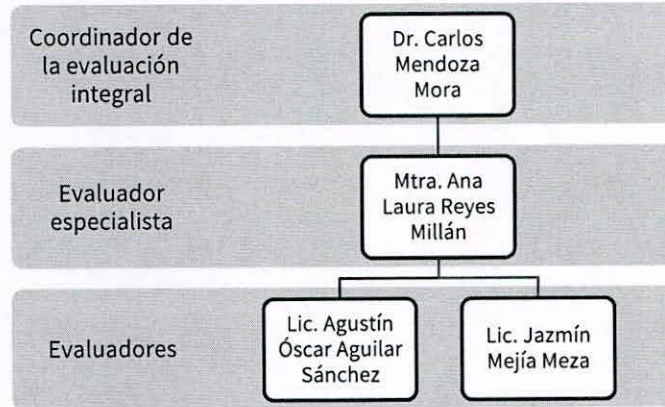 Coordinador de
la evaluación
integral
Dr. Carlos
Mendoza
Mora
Evaluador
especialista
Mtra. Ana
Laura Reyes
Millán
Evaluadores
Lic. Agustín
Óscar Aguilar
Sánchez
Lic. Jazmín
Mejía Meza